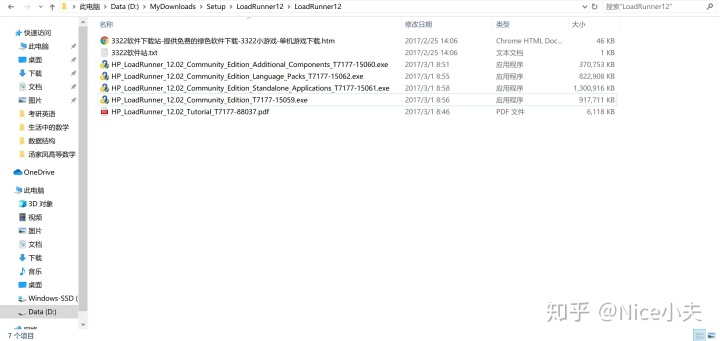 此电脑 › Data (D:) › MyDownloads › Setup › LoadRunner12 › LoadRunner12
搜索"LoadRunner12"
名称 修改日期 类型 大小
3322软件下载站-提供免费的绿色软件下载-3322小游戏-单机游戏下载.htm 2017/2/25 14:06 Chrome HTML Doc... 46 KB
3322软件站.txt 2017/2/25 14:06 文本文档 1 KB
HP_LoadRunner_12.02_Community_Edition_Additional_Components_T7177-15060.exe 2017/3/1 8:51 应用程序 370,753 KB
HP_LoadRunner_12.02_Community_Edition_Language_Packs_T7177-15062.exe 2017/3/1 8:55 应用程序 822,908 KB
HP_LoadRunner_12.02_Community_Edition_Standalone_Applications_T7177-15061.exe 2017/3/1 8:58 应用程序 1,300,916 KB
HP_LoadRunner_12.02_Community_Edition_T7177-15059.exe 2017/3/1 8:56 应用程序 917,711 KB
HP_LoadRunner_12.02_Tutorial_T7177-88037.pdf 2017/3/1 8:46 PDF 文件 6,118 KB
快速访问
此电脑
桌面
下载
文档
图片
考研英语
生活中的数学
数据结构
汤家凤高等数学
OneDrive
此电脑
3D 对象
视频
图片
文档
下载
音乐
桌面
Windows-SSD (
Data (D:)
7 个项目
知乎 @Nice小夫